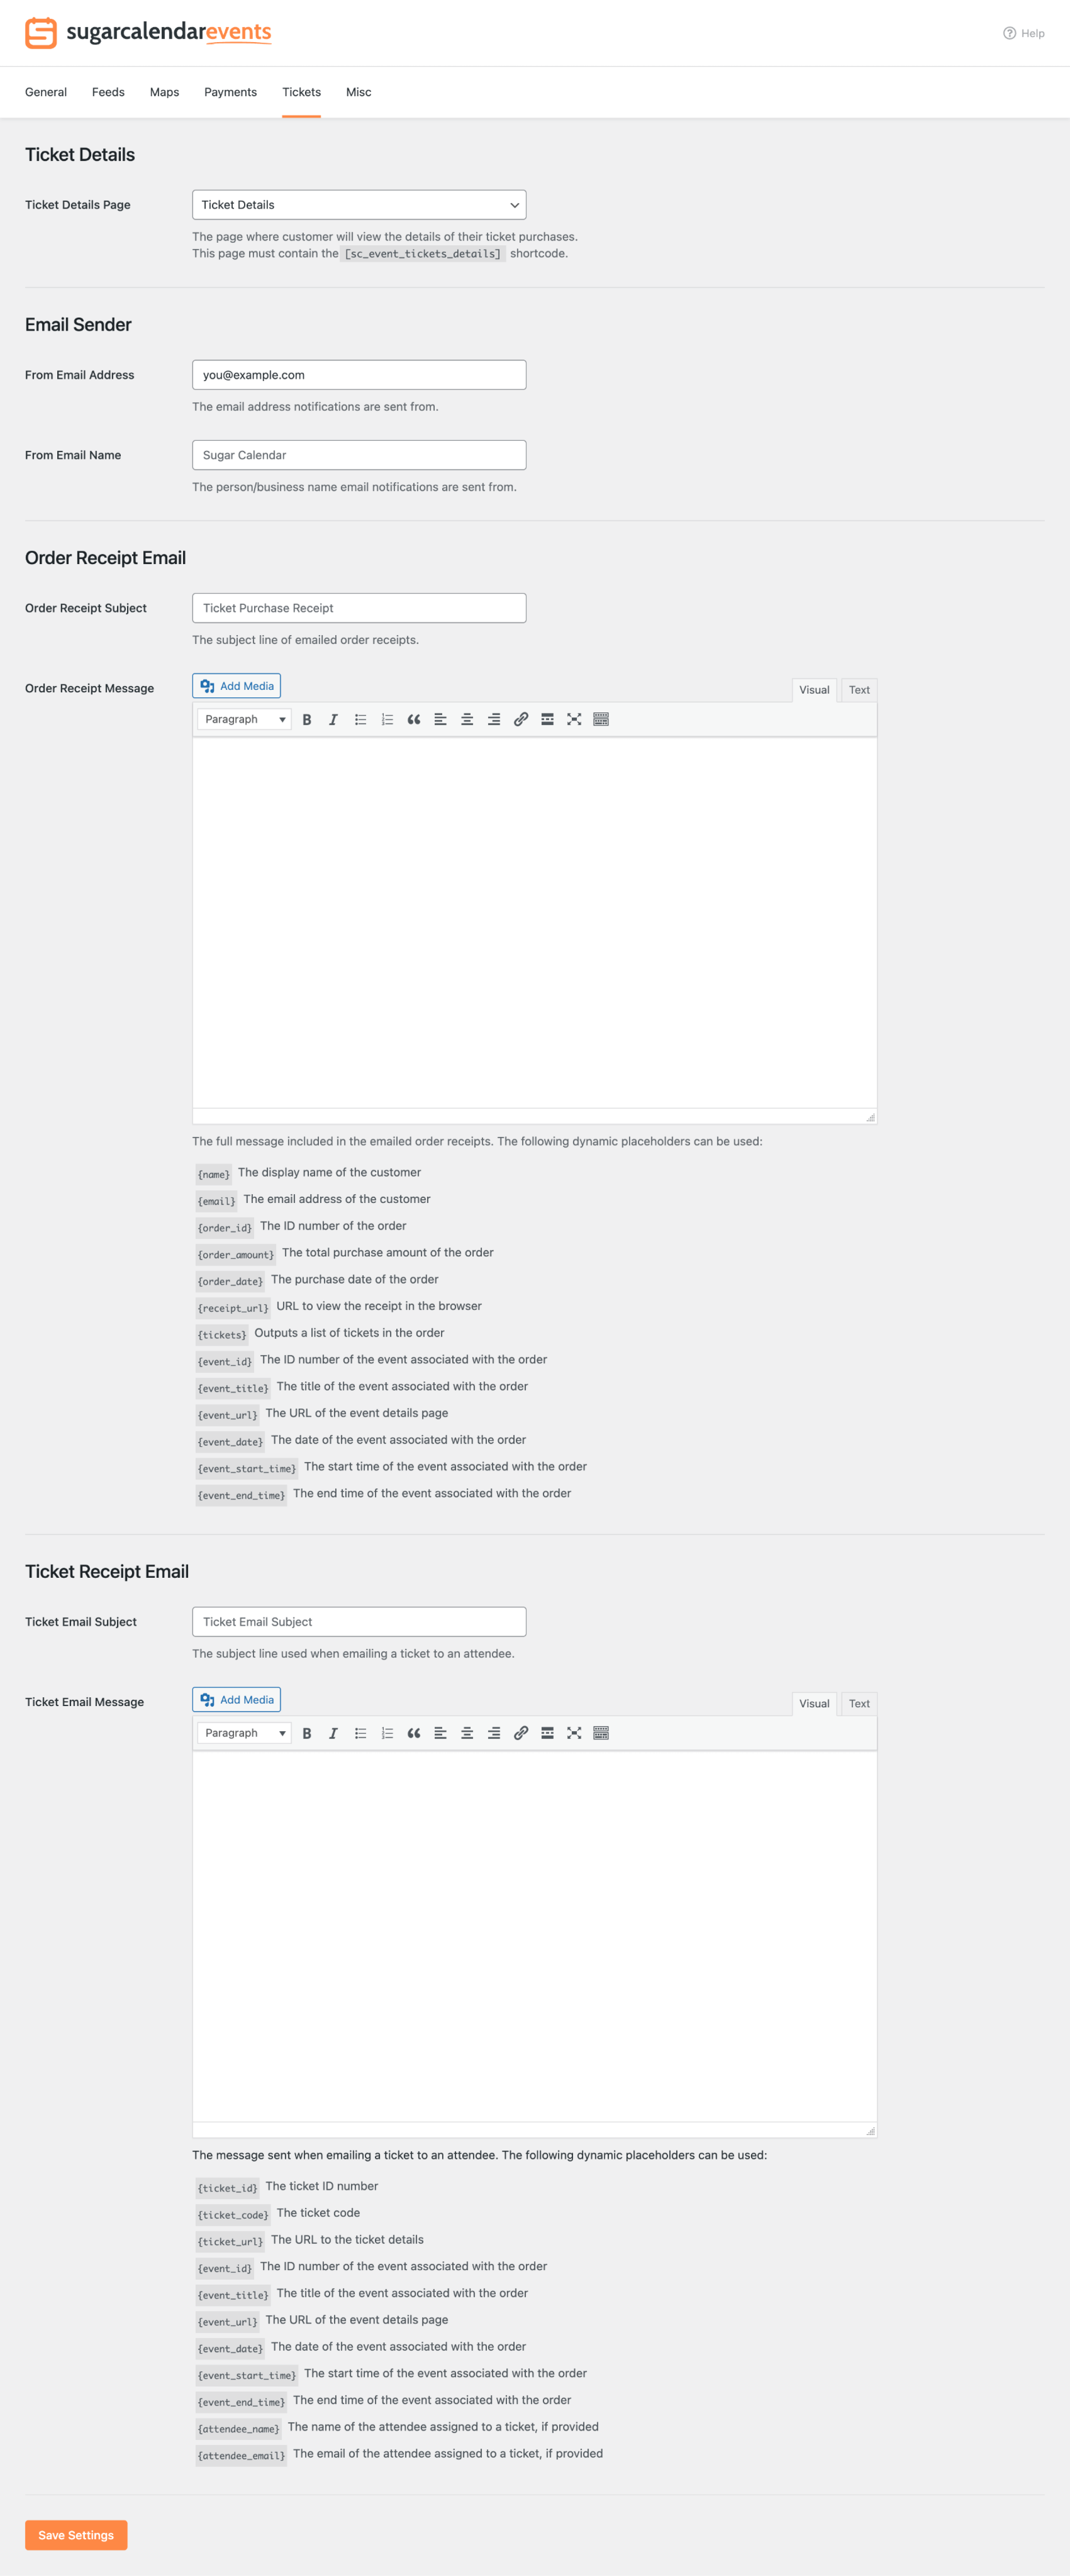 sugarcalendarevents
Help
General Feeds Maps Payments Tickets Misc
Ticket Details
Ticket Details Page
Ticket Details
The page where customer will view the details of their ticket purchases.
This page must contain the [sc_event_tickets_details] shortcode.
Email Sender
From Email Address
you@example.com
The email address notifications are sent from.
From Email Name
Sugar Calendar
The person/business name email notifications are sent from.
Order Receipt Email
Order Receipt Subject
Ticket Purchase Receipt
The subject line of emailed order receipts.
Order Receipt Message
Add Media
Visual Text
Paragraph
The full message included in the emailed order receipts. The following dynamic placeholders can be used:
{name} The display name of the customer
{email} The email address of the customer
{order_id} The ID number of the order
{order_amount} The total purchase amount of the order
{order_date} The purchase date of the order
{receipt_url} URL to view the receipt in the browser
{tickets} Outputs a list of tickets in the order
{event_id} The ID number of the event associated with the order
{event_title} The title of the event associated with the order
{event_url} The URL of the event details page
{event_date} The date of the event associated with the order
{event_start_time} The start time of the event associated with the order
{event_end_time} The end time of the event associated with the order
Ticket Receipt Email
Ticket Email Subject
Ticket Email Subject
The subject line used when emailing a ticket to an attendee.
Ticket Email Message
Add Media
Visual Text
Paragraph
The message sent when emailing a ticket to an attendee. The following dynamic placeholders can be used:
{ticket_id} The ticket ID number
{ticket_code} The ticket code
{ticket_url} The URL to the ticket details
{event_id} The ID number of the event associated with the order
{event_title} The title of the event associated with the order
{event_url} The URL of the event details page
{event_date} The date of the event associated with the order
{event_start_time} The start time of the event associated with the order
{event_end_time} The end time of the event associated with the order
{attendee_name} The name of the attendee assigned to a ticket, if provided
{attendee_email} The email of the attendee assigned to a ticket, if provided
Save Settings